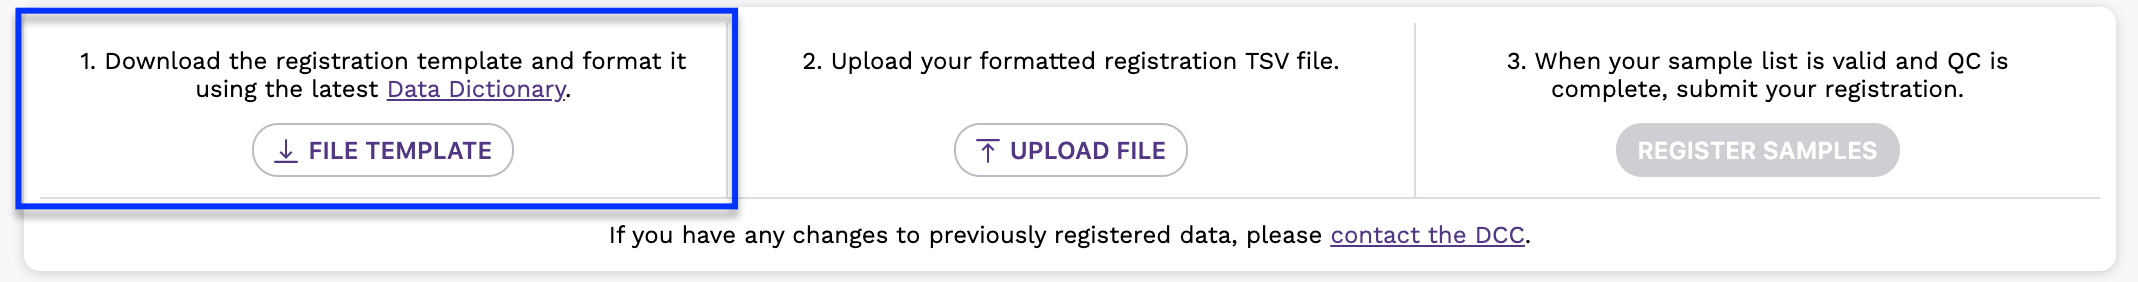 1. Download the registration template and format it
using the latest Data Dictionary.
FILE TEMPLATE
2. Upload your formatted registration TSV file.
UPLOAD FILE
3. When your sample list is valid and QC is
complete, submit your registration.
REGISTER SAMPLES
If you have any changes to previously registered data, please contact the DCC.